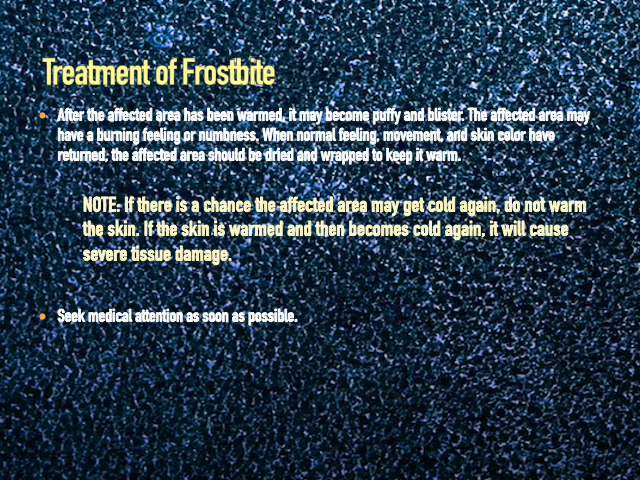 Treatment of Frostbite
• After the affected area has been warmed, it may become puffy and blister. The affected area may
have a burning feeling or numbness. When normal feeling, movement, and skin color have
returned, the affected area should be dried and wrapped to keep it warm.
NOTE: If there is a chance the affected area may get cold again, do not warm
the skin. If the skin is warmed and then becomes cold again, it will cause
severe tissue damage.
• Seek medical attention as soon as possible.